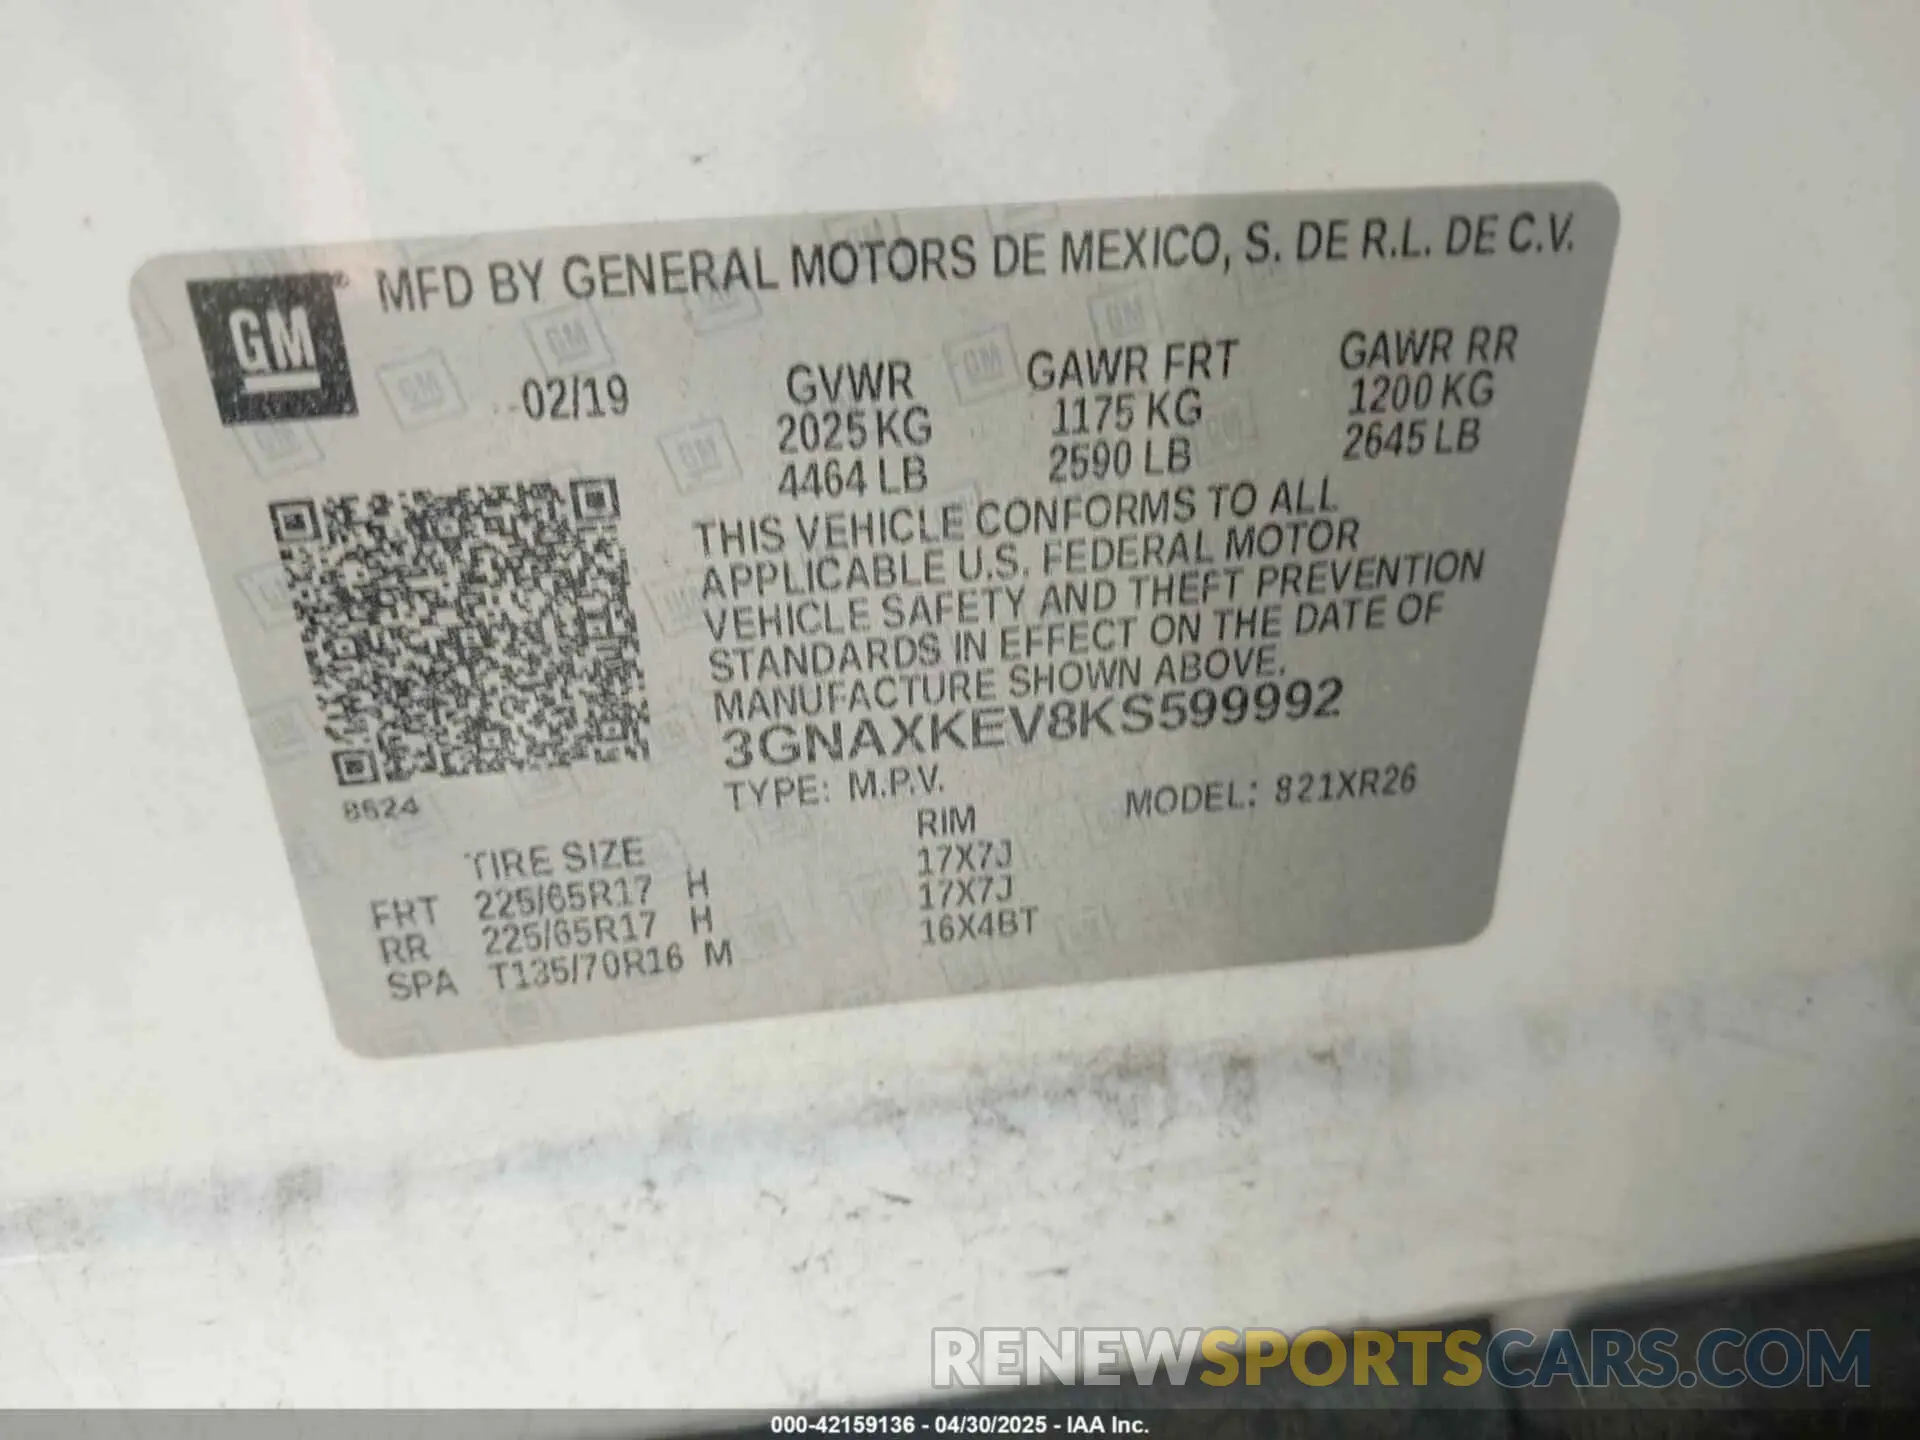 GM® MFD BY GENERAL MOTORS DE MEXICO, S. DE R.L. DE C.V.
02/19 GVWR GAWR FRT GAWR RR
2025 KG 1175 KG 1200 KG
4464 LB 2590 LB 2645 LB
THIS VEHICLE CONFORMS TO ALL
APPLICABLE U.S. FEDERAL MOTOR
VEHICLE SAFETY AND THEFT PREVENTION
STANDARDS IN EFFECT ON THE DATE OF
MANUFACTURE SHOWN ABOVE.
3GNAXKEV8KS599992
8624
TYPE: M.P.V. MODEL: 821XR26
TIRE SIZE RIM
FRT 225/65R17 H 17X7J
RR 225/65R17 H 17X7J
SPA T135/70R16 M 16X4BT
RENEWSPORTSCARS.COM
000-42159136 - 04/30/2025 - IAA Inc.